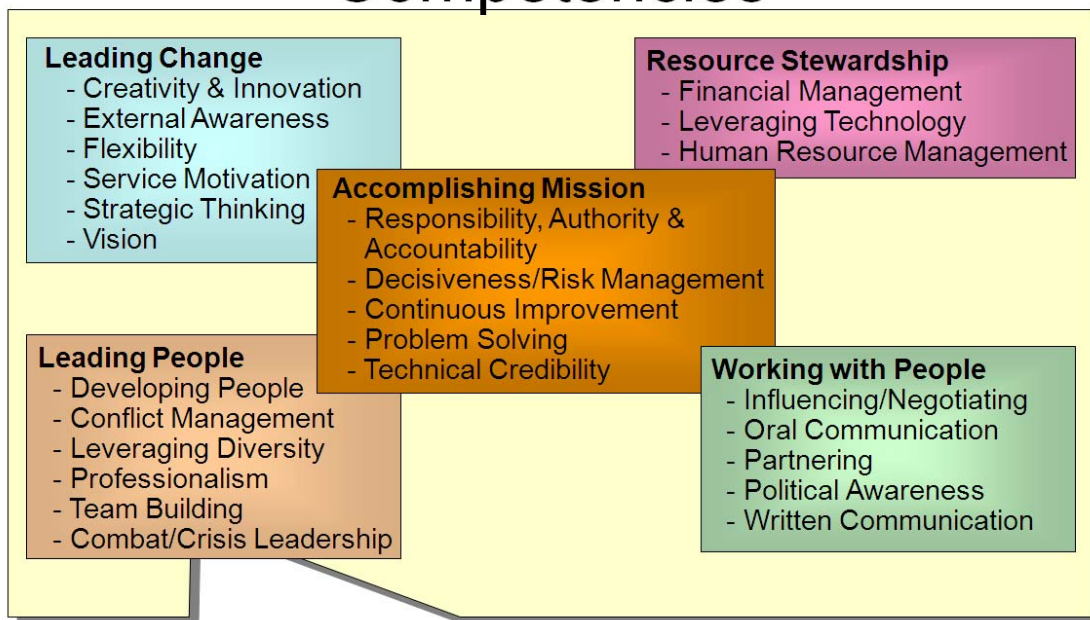 Competencies
Leading Change
- Creativity & Innovation
- External Awareness
- Flexibility
- Service Motivation
- Strategic Thinking
- Vision
Resource Stewardship
- Financial Management
- Leveraging Technology
- Human Resource Management
Accomplishing Mission
- Responsibility, Authority &
Accountability
- Decisiveness/Risk Management
- Continuous Improvement
- Problem Solving
- Technical Credibility
Leading People
- Developing People
- Conflict Management
- Leveraging Diversity
- Professionalism
- Team Building
- Combat/Crisis Leadership
Working with People
- Influencing/Negotiating
- Oral Communication
- Partnering
- Political Awareness
- Written Communication